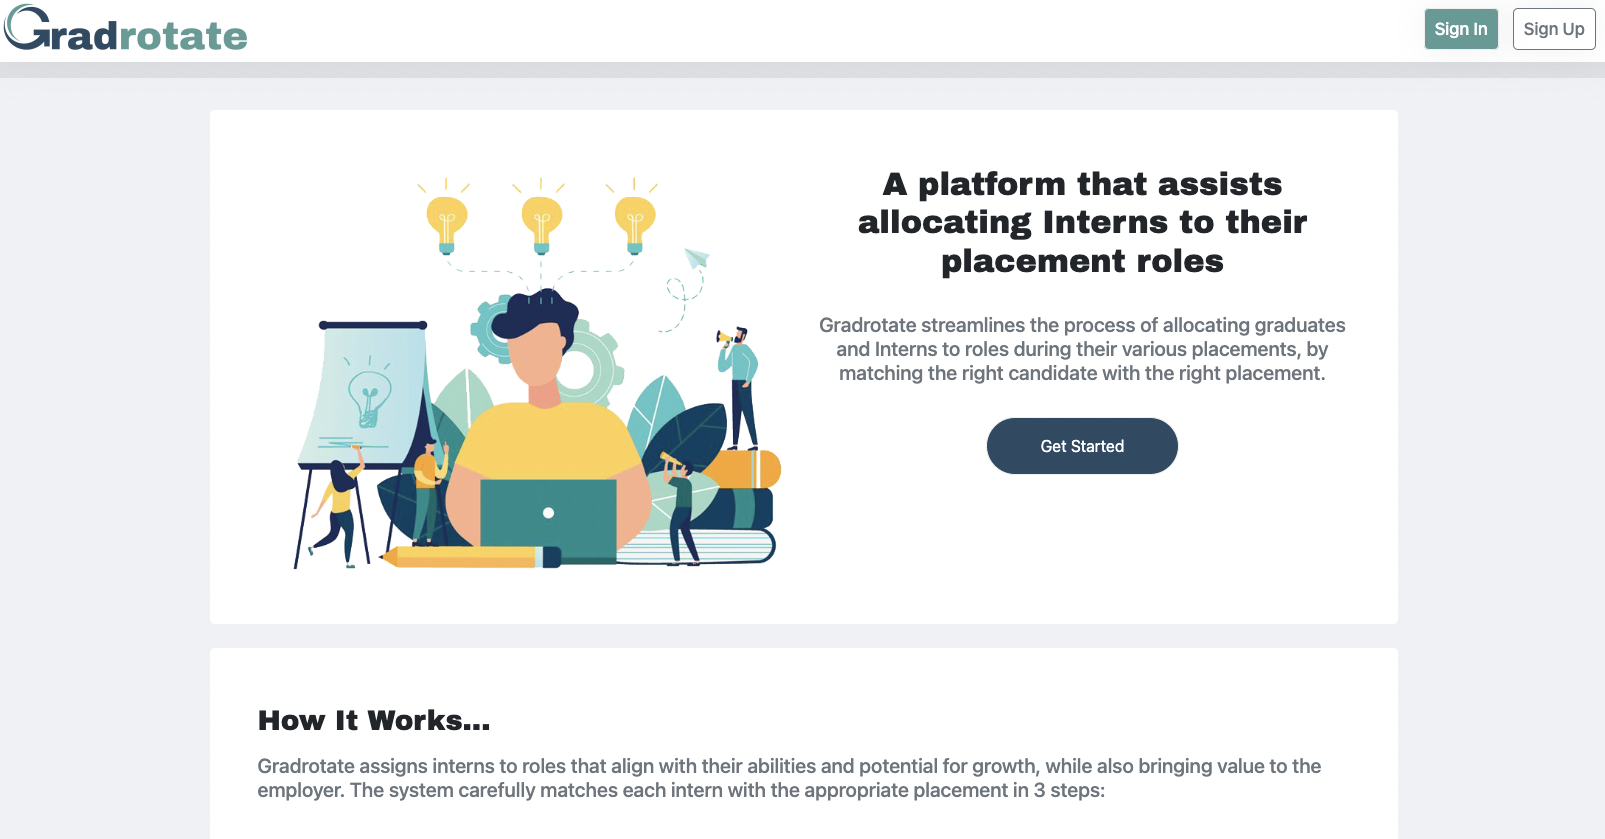 Gradrotate
Sign In
Sign Up
A platform that assists
allocating Interns to their
placement roles
Gradrotate streamlines the process of allocating graduates
and Interns to roles during their various placements, by
matching the right candidate with the right placement.
Get Started
How It Works...
Gradrotate assigns interns to roles that align with their abilities and potential for growth, while also bringing value to the
employer. The system carefully matches each intern with the appropriate placement in 3 steps: